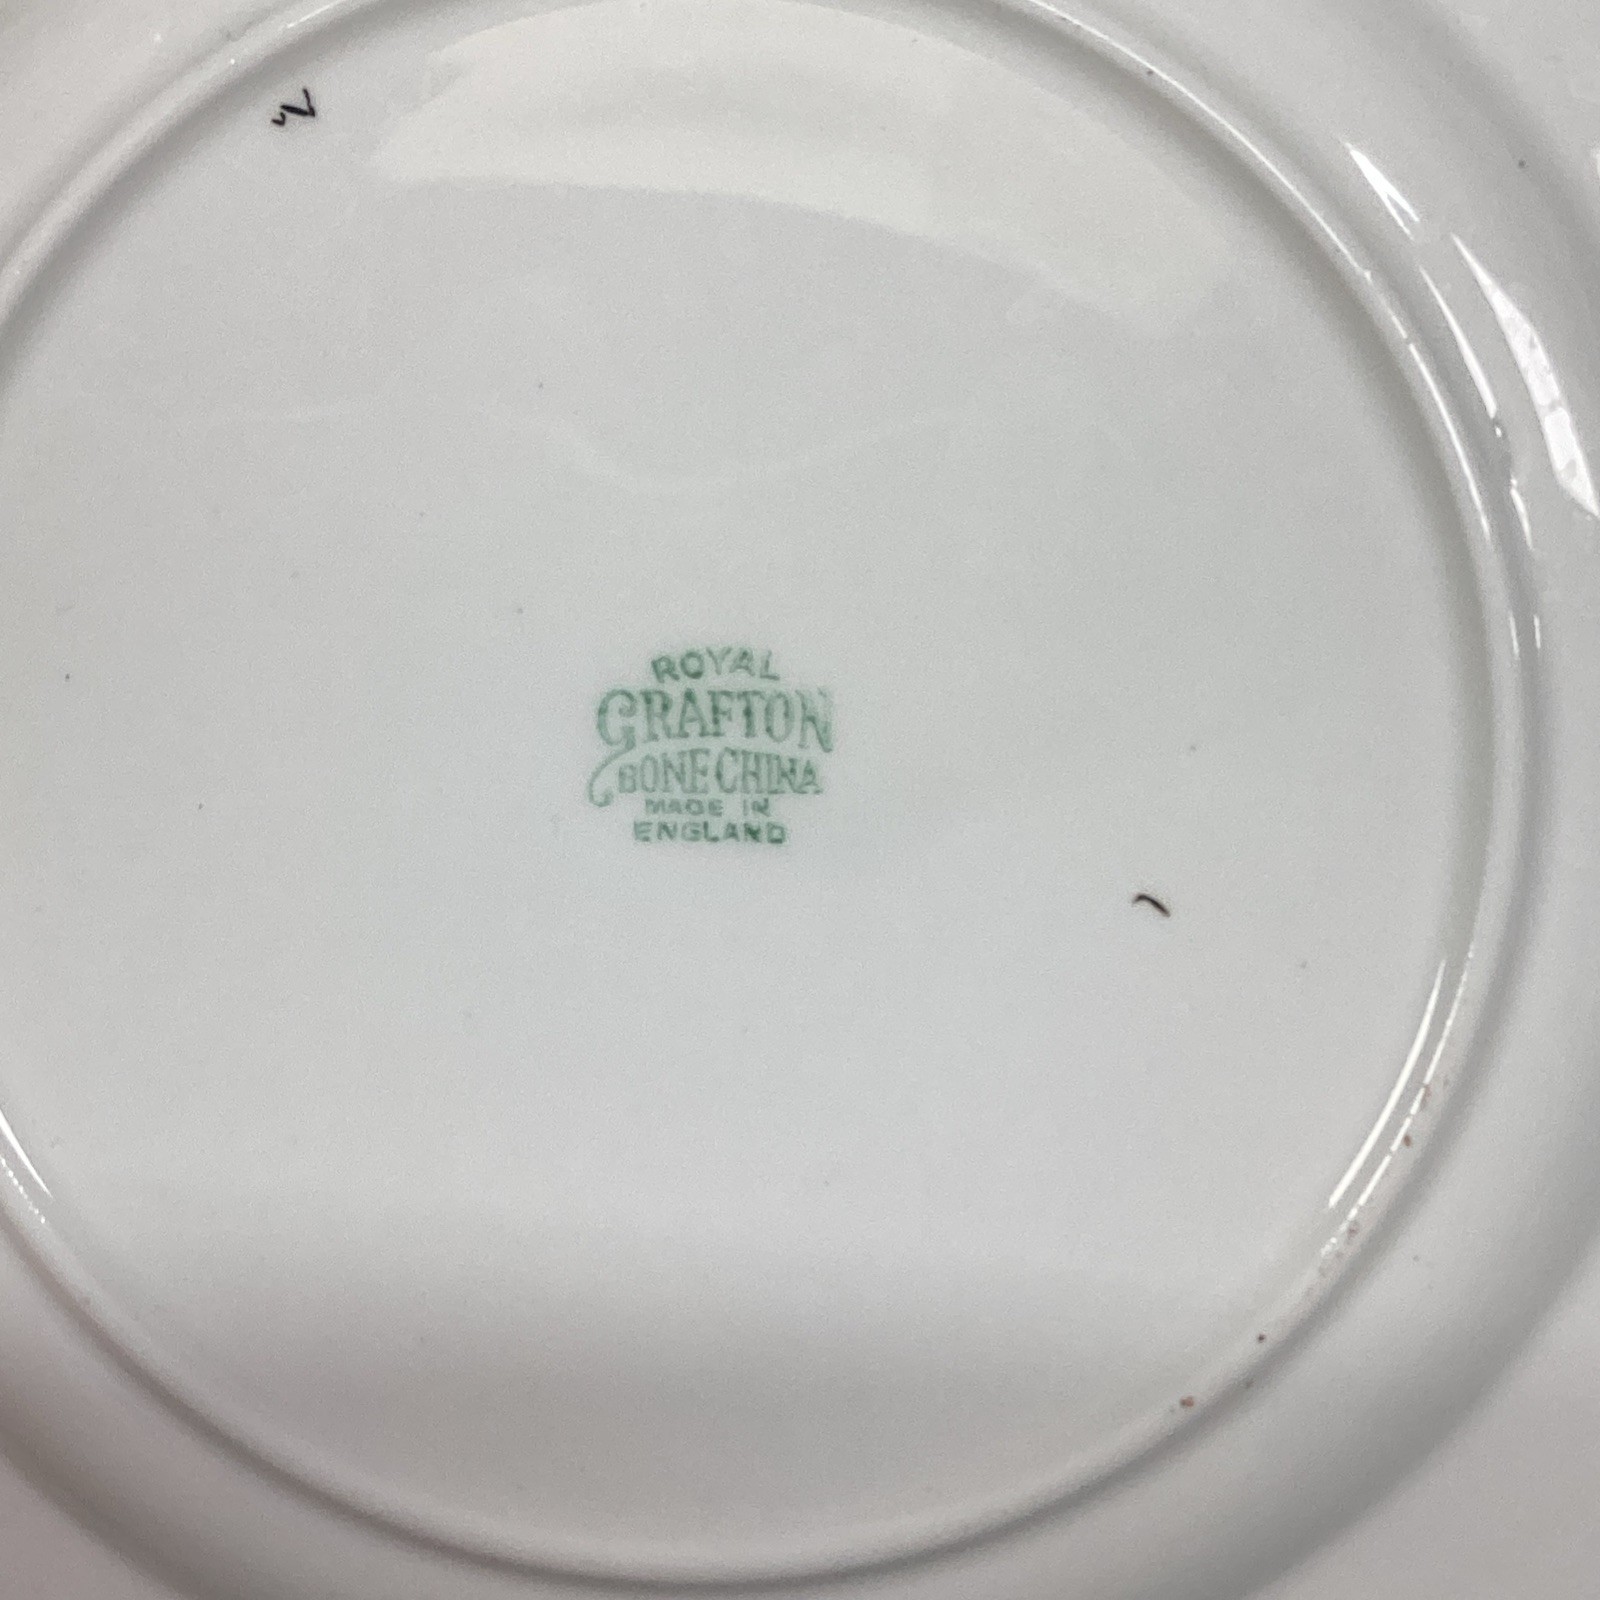 ROYAL
GRAFTON
BONE CHINA
MADE IN
ENGLAND